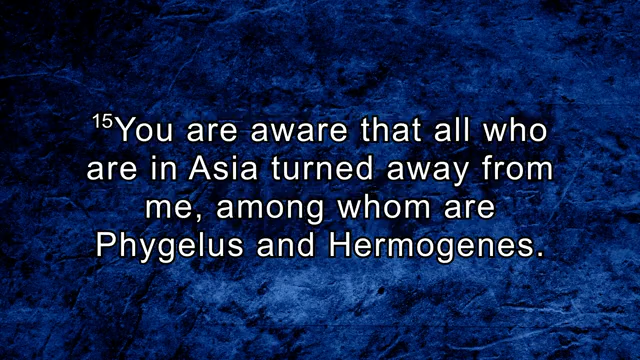 15You are aware that all who
are in Asia turned away from
me, among whom are
Phygelus and Hermogenes.